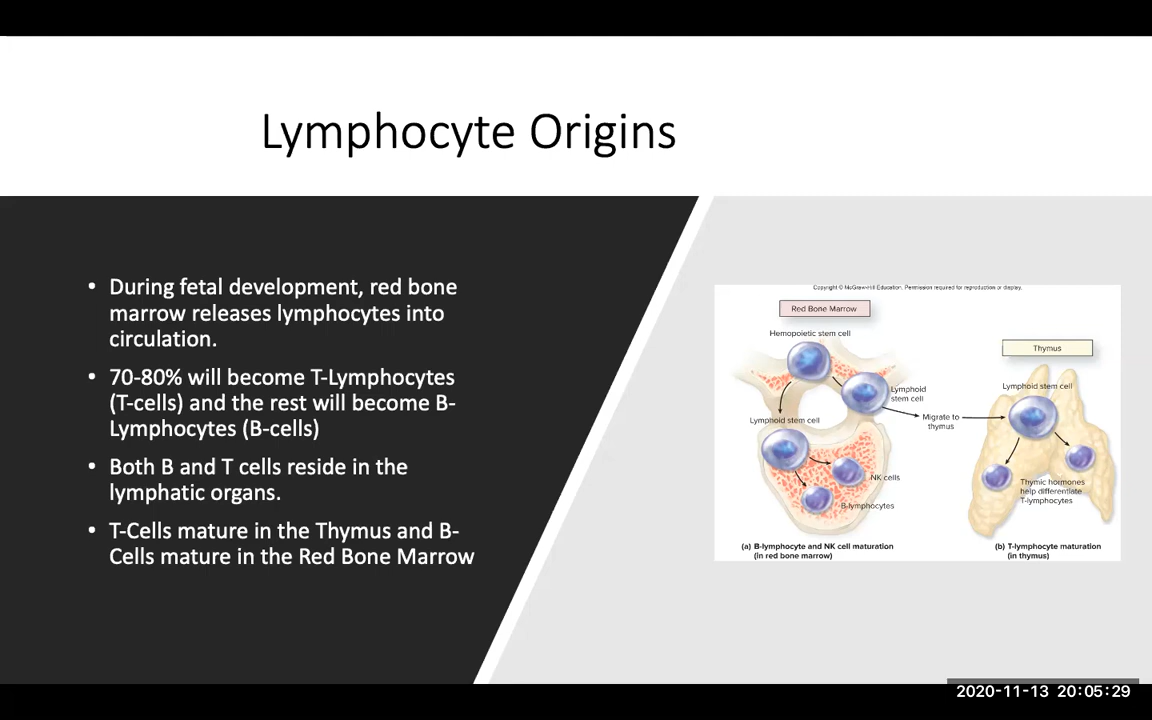 Lymphocyte Origins
• During fetal development, red bone
marrow releases lymphocytes into
circulation.
• 70-80% will become T-Lymphocytes
(T-cells) and the rest will become B-
Lymphocytes (B-cells)
• Both B and T cells reside in the
lymphatic organs.
• T-Cells mature in the Thymus and B-
Cells mature in the Red Bone Marrow
Copyright © McGraw-Hill Education. Permission required for reproduction or display.
Red Bone Marrow
Hemopoietic stem cell
Lymphoid
stem cell
Lymphoid stem cell
NK cells
B-lymphocytes
(a) B-lymphocyte and NK cell maturation
(in red bone marrow)
Migrate to
thymus
Thymus
Lymphoid stem cell
Thymic hormones
help differentiate
T-lymphocytes
(b) T-lymphocyte maturation
(in thymus)
2020-11-13 20:05:29